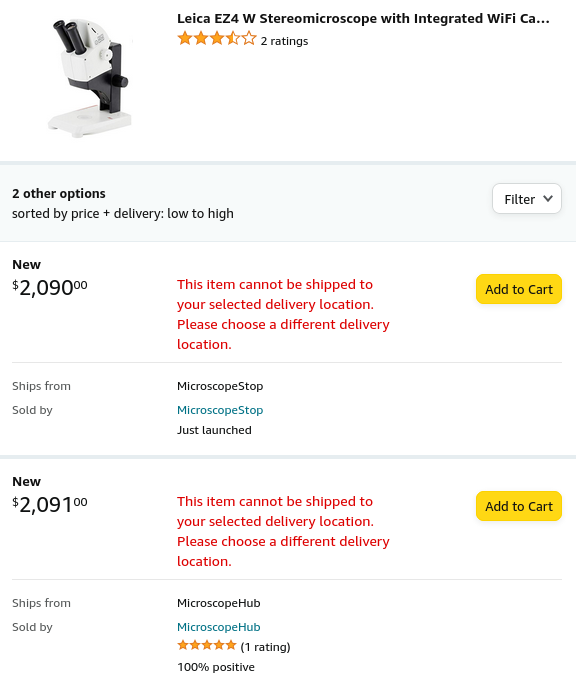 Leica EZ4 W Stereomicroscope with Integrated WiFi Ca...
2 ratings
2 other options
sorted by price + delivery: low to high
Filter
New
$2,09000
This item cannot be shipped to
your selected delivery location.
Please choose a different delivery
location.
Add to Cart
Ships from
MicroscopeStop
Sold by
MicroscopeStop
Just launched
New
$2,09100
This item cannot be shipped to
your selected delivery location.
Please choose a different delivery
location.
Add to Cart
Ships from
MicroscopeHub
Sold by
MicroscopeHub
(1 rating)
100% positive